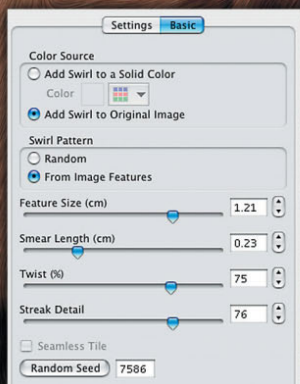 Settings Basic
Color Source
Add Swirl to a Solid Color
Color
Add Swirl to Original Image
Swirl Pattern
Random
From Image Features
Feature Size (cm)
1.21
Smear Length (cm)
0.23
Twist (%)
75
Streak Detail
76
Seamless Tile
Random Seed 7586